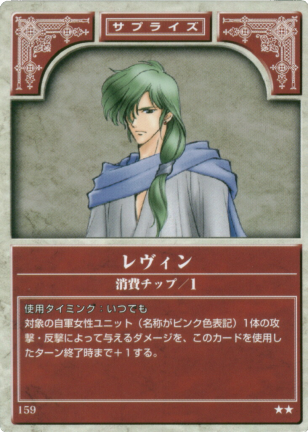 サプライズ
レヴィン
消費チップ/1
使用タイミング:いつでも
対象の自軍女性ユニット(名称がピンク色表記)1体の攻
撃・反撃によって与えるダメージを、このカードを使用し
たターン終了時まで+1する。
159
★★